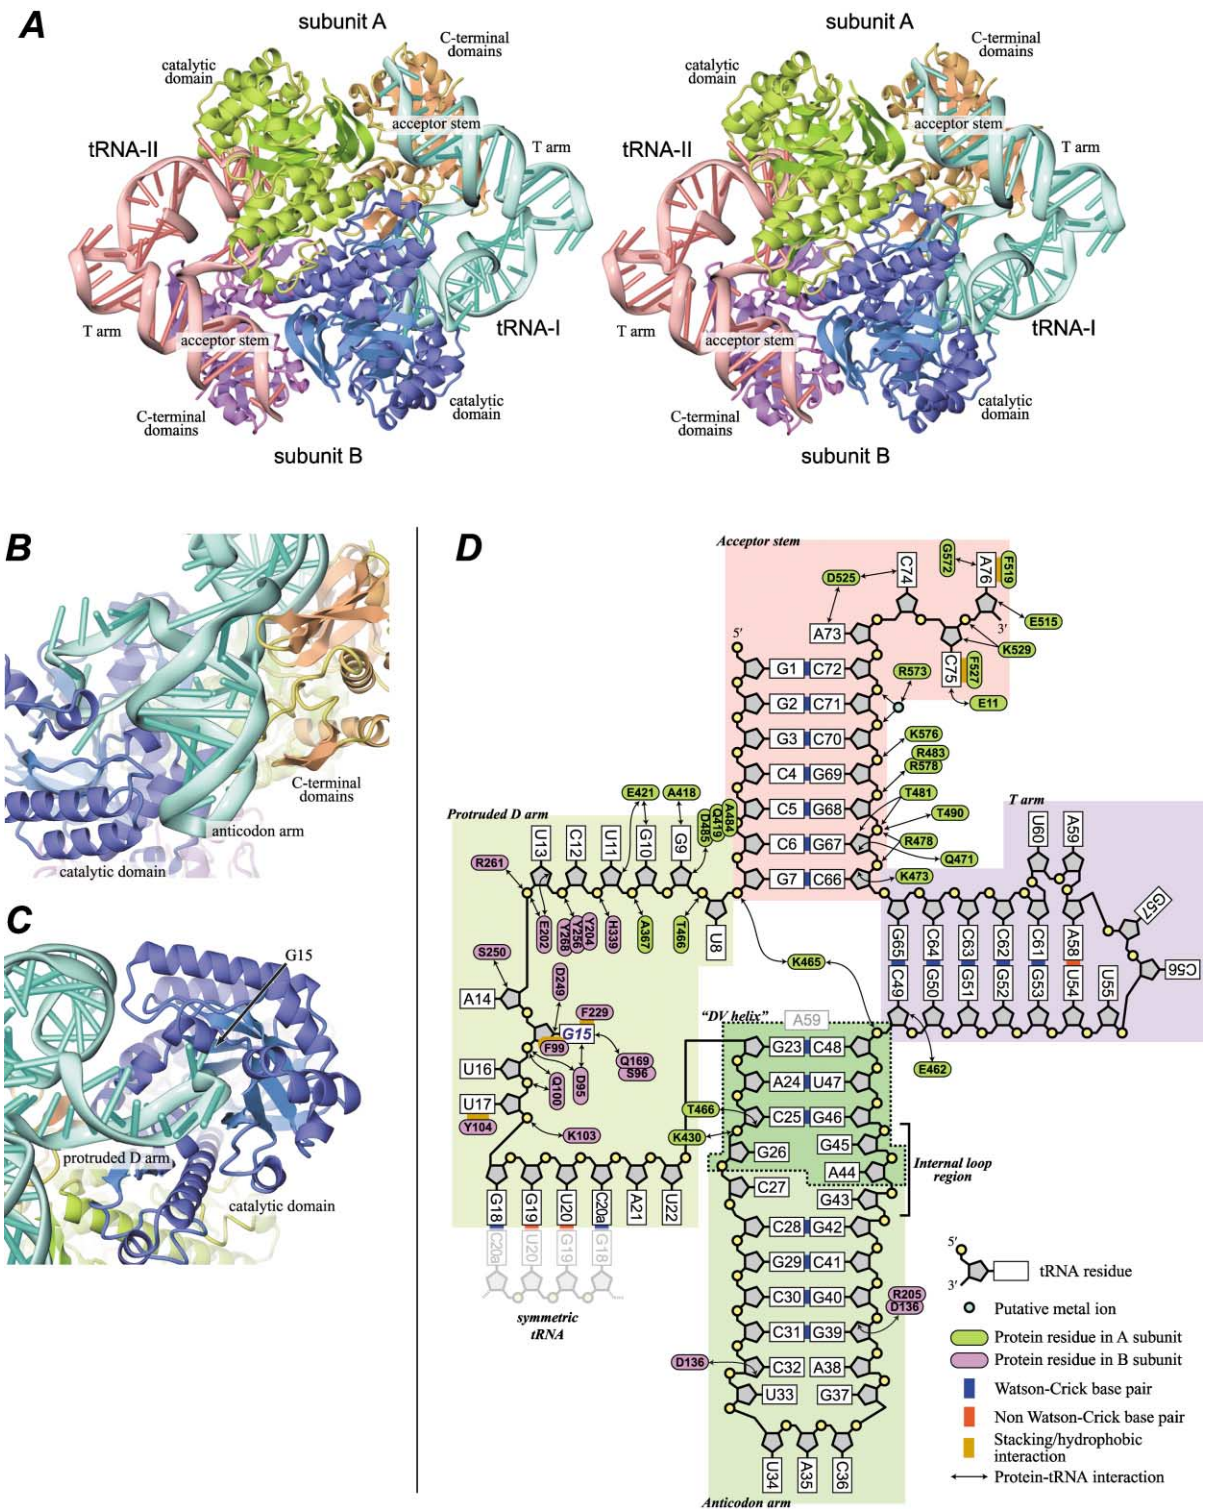 A
subunit A
catalytic
domain
C-terminal
domains
acceptor stem
tRNA-II
T arm
T arm
acceptor stem
tRNA-I
C-terminal
domains
catalytic
domain
subunit B
subunit A
catalytic
domain
C-terminal
domains
acceptor stem
tRNA-II
T arm
T arm
acceptor stem
tRNA-I
C-terminal
domains
catalytic
domain
subunit B
B
C-terminal
domains
anticodon arm
catalytic domain
C
G15
protruded D arm
catalytic domain
D
Acceptor stem
D525
C74
G572
A76
F519
5′
A73
3′
E515
K529
G1 C72
R573
C75
F527
G2 C71
E11
G3 C70
K576
R483
R578
C4 G69
T481
C5 G68
T490
C6 G67
R478
Q471
G7 C66
K473
Protruded D arm
E421
A418
D485
Q419
A484
U13
C12
U11
G10
G9
R261
E202
Y268
Y256
Y204
H339
A367
T466
U8
S250
D249
A14
F229
F99
G15
Q169
S96
U16
Q100
D95
U17
Y104
K103
G18
G19
U20
C20a
A21
U22
C20a
U20
G19
G18
symmetric
tRNA
T arm
U60
A59
G57
C56
G65
C64
C63
C62
C61
A58
C49
G50
G51
G52
G53
U54
U55
K465
E462
“DV helix”
A59
G23 C48
A24 U47
T466
C25 G46
K430
G26
G45
A44
Internal loop
region
C27
G43
C28 G42
G29 C41
C30 G40
R205
D136
C31 G39
D136
C32 A38
U33 G37
U34
A35
C36
Anticodon arm
5′
3′
tRNA residue
Putative metal ion
Protein residue in A subunit
Protein residue in B subunit
Watson-Crick base pair
Non Watson-Crick base pair
Stacking/hydrophobic
interaction
Protein-tRNA interaction